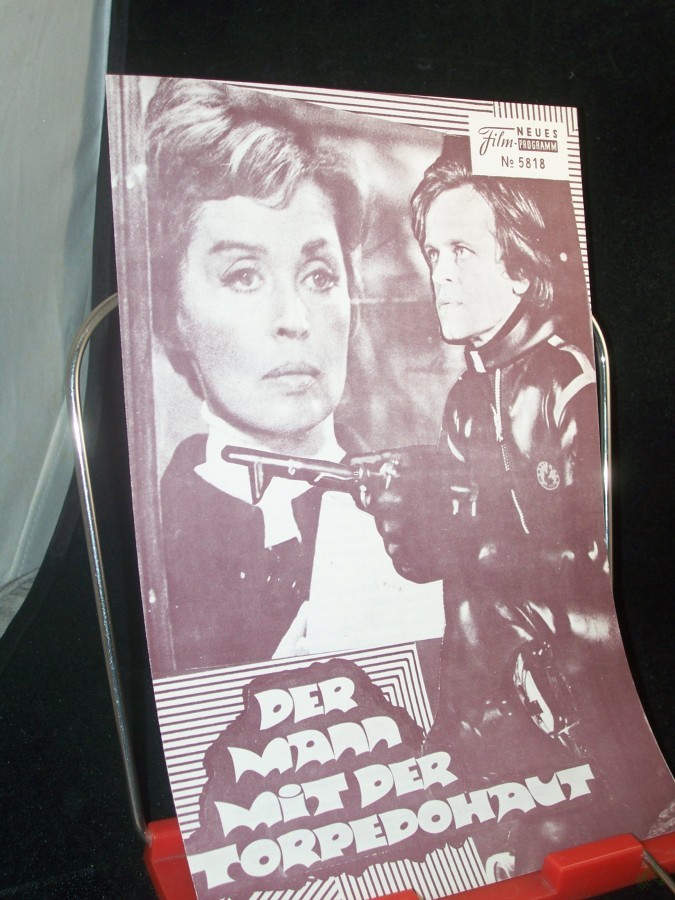 Film-
NEUES
PROGRAMM
№ 5818
DER
MANN
MIT DER
TORPEDOHAUT